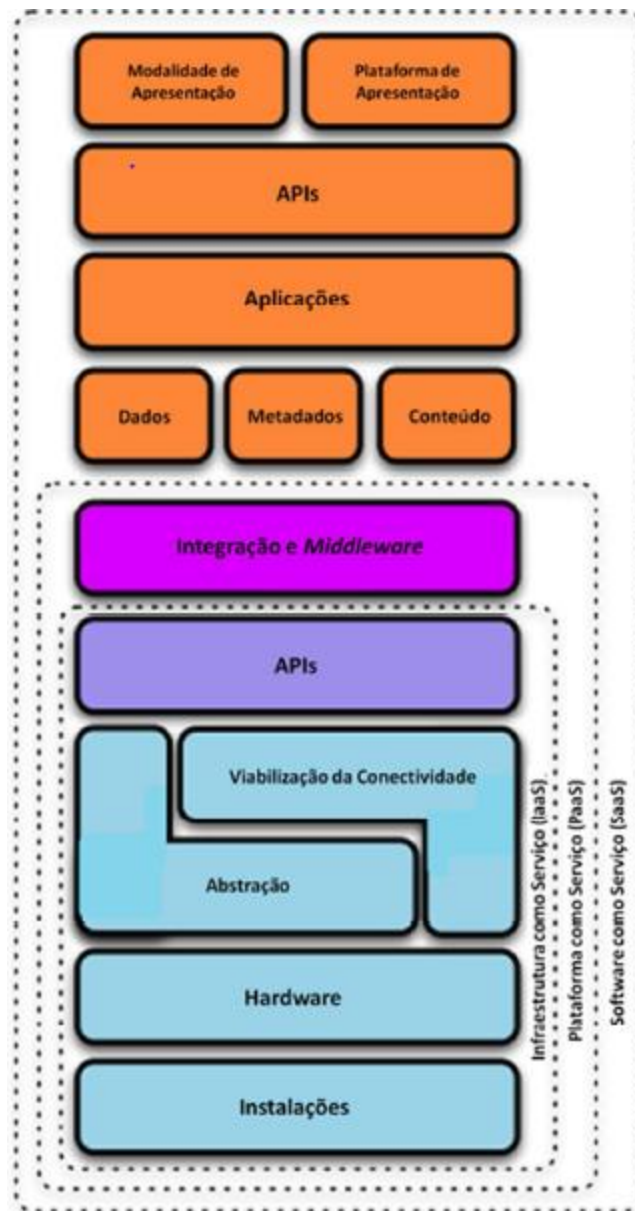 Modalidade de
Apresentação
Plataforma de
Apresentação
APIs
Aplicações
Dados
Metadados
Conteúdo
Integração e Middleware
APIs
Viabilização da Conectividade
Abstração
Hardware
Instalações
Infraestrutura como Serviço (IaaS)
Plataforma como Serviço (PaaS)
Software como Serviço (SaaS)